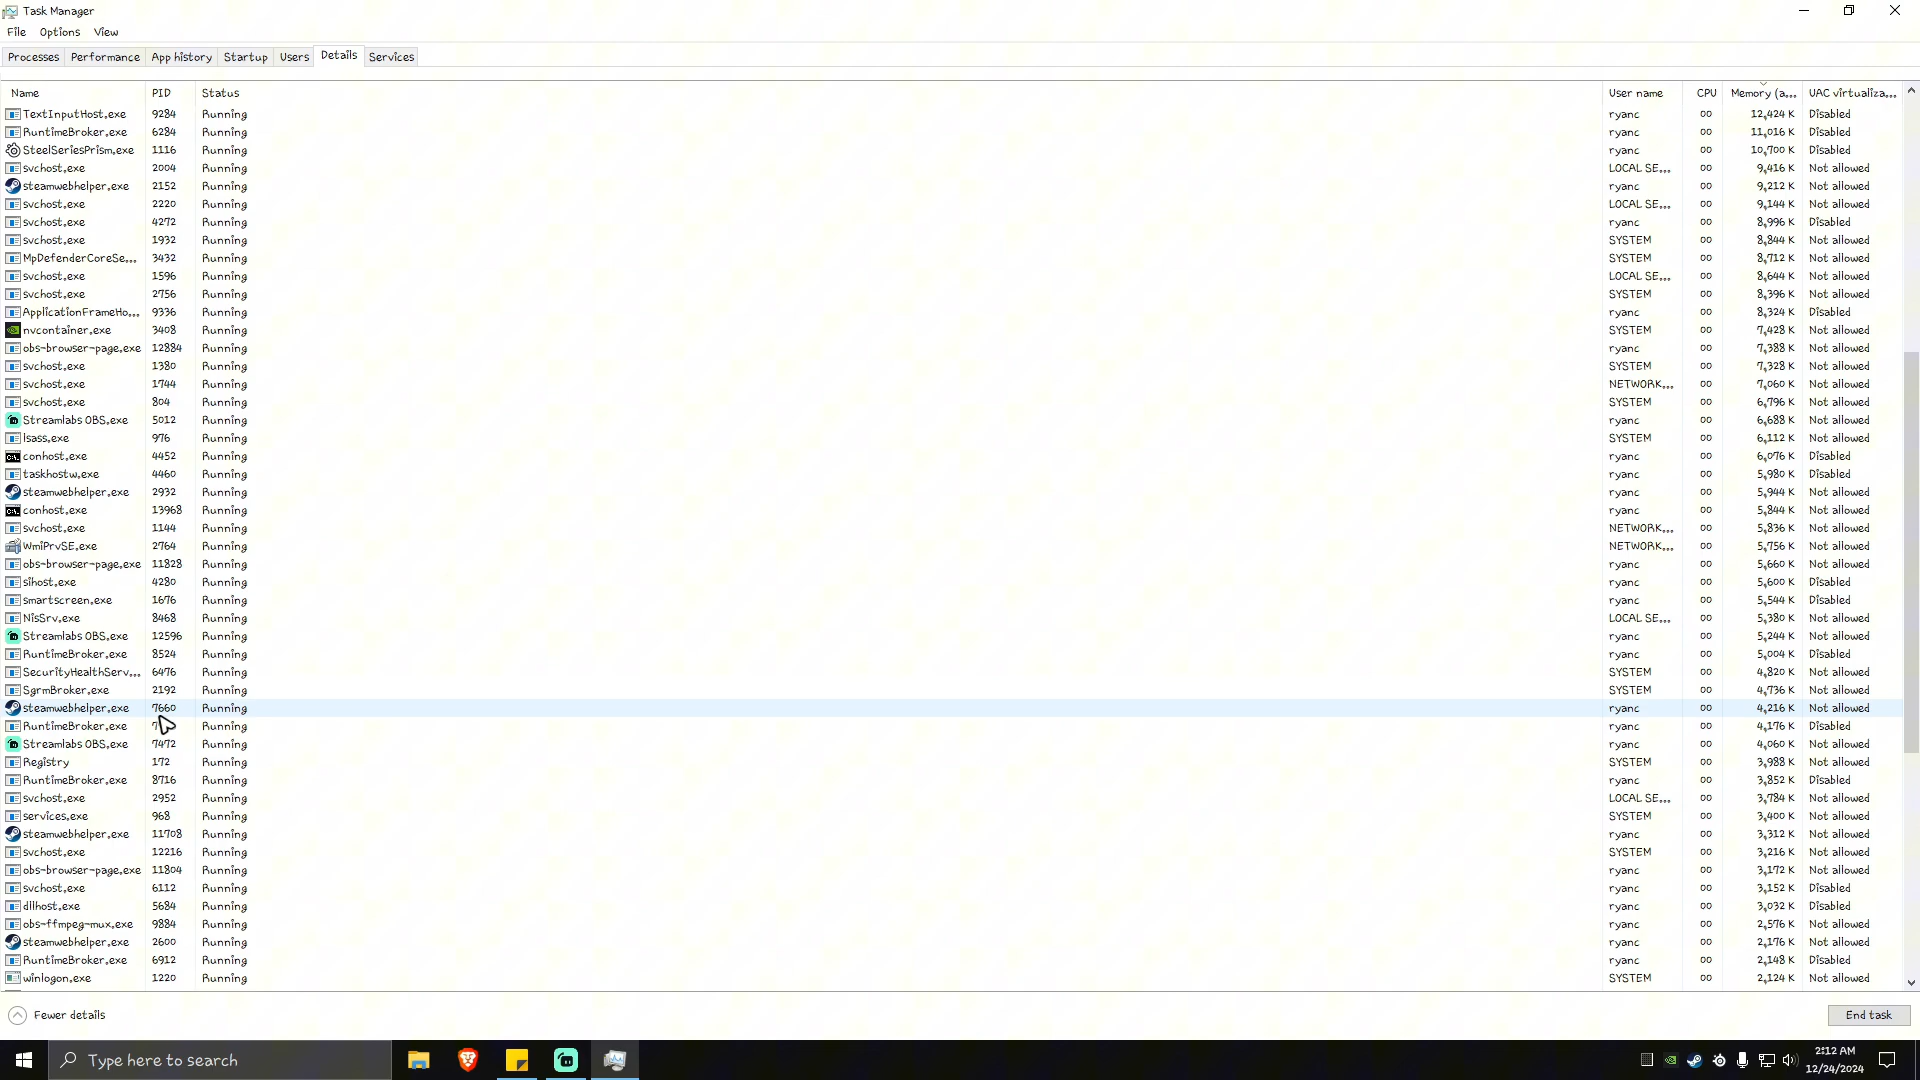 Task Manager
File Options View
Processes Performance App history Startup Users Details Services
Name PID Status User name CPU Memory (a... UAC virtualiza...
TextInputHost.exe 9284 Running ryanc 00 12,424 K Disabled
RuntimeBroker.exe 6284 Running ryanc 00 11,016 K Disabled
SteelSeriesPrism.exe 1116 Running ryanc 00 10,700 K Disabled
svchost.exe 2004 Running LOCAL SE... 00 9,416 K Not allowed
steamwebhelper.exe 2152 Running ryanc 00 9,212 K Not allowed
svchost.exe 2220 Running LOCAL SE... 00 9,144 K Not allowed
svchost.exe 4272 Running ryanc 00 8,996 K Disabled
svchost.exe 1932 Running SYSTEM 00 8,844 K Not allowed
MpDefenderCoreSe... 3432 Running SYSTEM 00 8,712 K Not allowed
svchost.exe 1596 Running LOCAL SE... 00 8,644 K Not allowed
svchost.exe 2756 Running SYSTEM 00 8,396 K Not allowed
ApplicationFrameHo... 9336 Running ryanc 00 8,324 K Disabled
nvcontainer.exe 3408 Running SYSTEM 00 7,428 K Not allowed
obs-browser-page.exe 12884 Running ryanc 00 7,388 K Not allowed
svchost.exe 1380 Running SYSTEM 00 7,328 K Not allowed
svchost.exe 1744 Running NETWORK... 00 7,060 K Not allowed
svchost.exe 804 Running SYSTEM 00 6,796 K Not allowed
Streamlabs OBS.exe 5012 Running ryanc 00 6,688 K Not allowed
lsass.exe 976 Running SYSTEM 00 6,112 K Not allowed
conhost.exe 4452 Running ryanc 00 6,076 K Disabled
taskhostw.exe 4460 Running ryanc 00 5,980 K Disabled
steamwebhelper.exe 2932 Running ryanc 00 5,944 K Not allowed
conhost.exe 13968 Running ryanc 00 5,844 K Not allowed
svchost.exe 1144 Running NETWORK... 00 5,836 K Not allowed
WmiPrvSE.exe 2764 Running NETWORK... 00 5,756 K Not allowed
obs-browser-page.exe 11828 Running ryanc 00 5,660 K Not allowed
sihost.exe 4280 Running ryanc 00 5,600 K Disabled
smartscreen.exe 1676 Running ryanc 00 5,544 K Disabled
NisSrv.exe 8468 Running LOCAL SE... 00 5,380 K Not allowed
Streamlabs OBS.exe 12596 Running ryanc 00 5,244 K Not allowed
RuntimeBroker.exe 8524 Running ryanc 00 5,004 K Disabled
SecurityHealthServ... 6476 Running SYSTEM 00 4,820 K Not allowed
SgrmBroker.exe 2192 Running SYSTEM 00 4,736 K Not allowed
steamwebhelper.exe 7660 Running ryanc 00 4,216 K Not allowed
RuntimeBroker.exe Running ryanc 00 4,176 K Disabled
Streamlabs OBS.exe 7472 Running ryanc 00 4,060 K Not allowed
Registry 172 Running SYSTEM 00 3,988 K Not allowed
RuntimeBroker.exe 8716 Running ryanc 00 3,852 K Disabled
svchost.exe 2952 Running LOCAL SE... 00 3,784 K Not allowed
services.exe 968 Running SYSTEM 00 3,400 K Not allowed
steamwebhelper.exe 11708 Running ryanc 00 3,312 K Not allowed
svchost.exe 12216 Running SYSTEM 00 3,216 K Not allowed
obs-browser-page.exe 11804 Running ryanc 00 3,172 K Not allowed
svchost.exe 6112 Running ryanc 00 3,152 K Disabled
dllhost.exe 5684 Running ryanc 00 3,032 K Disabled
obs-ffmpeg-mux.exe 9884 Running ryanc 00 2,576 K Not allowed
steamwebhelper.exe 2600 Running ryanc 00 2,176 K Not allowed
RuntimeBroker.exe 6912 Running ryanc 00 2,148 K Disabled
winlogon.exe 1220 Running SYSTEM 00 2,124 K Not allowed
Fewer details End task
Type here to search
2:12 AM
12/24/2024